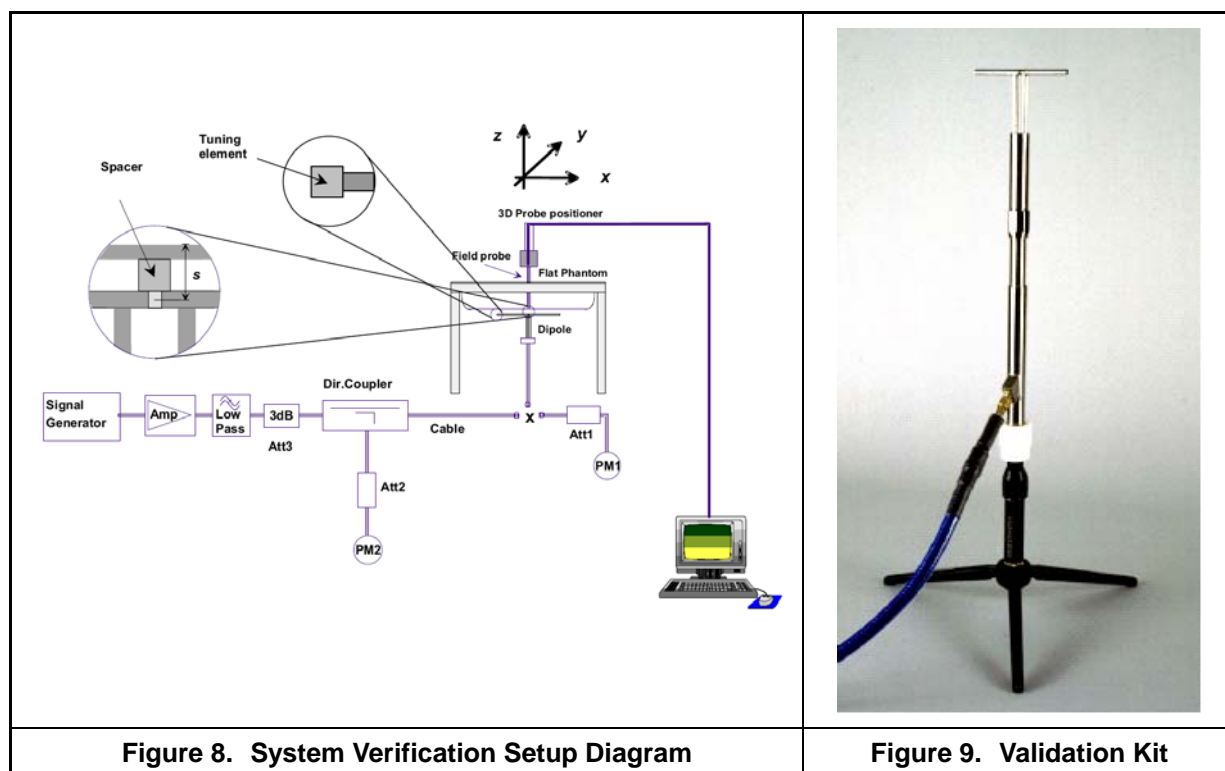 Tuning
element
Spacer
s
z
y
x
3D Probe positioner
Field probe
Flat Phantom
Dipole
Signal
Generator
Amp
Low
Pass
3dB
Att3
Dir.Coupler
Cable
x
Att1
PM1
Att2
PM2
Figure 8. System Verification Setup Diagram
Figure 9. Validation Kit